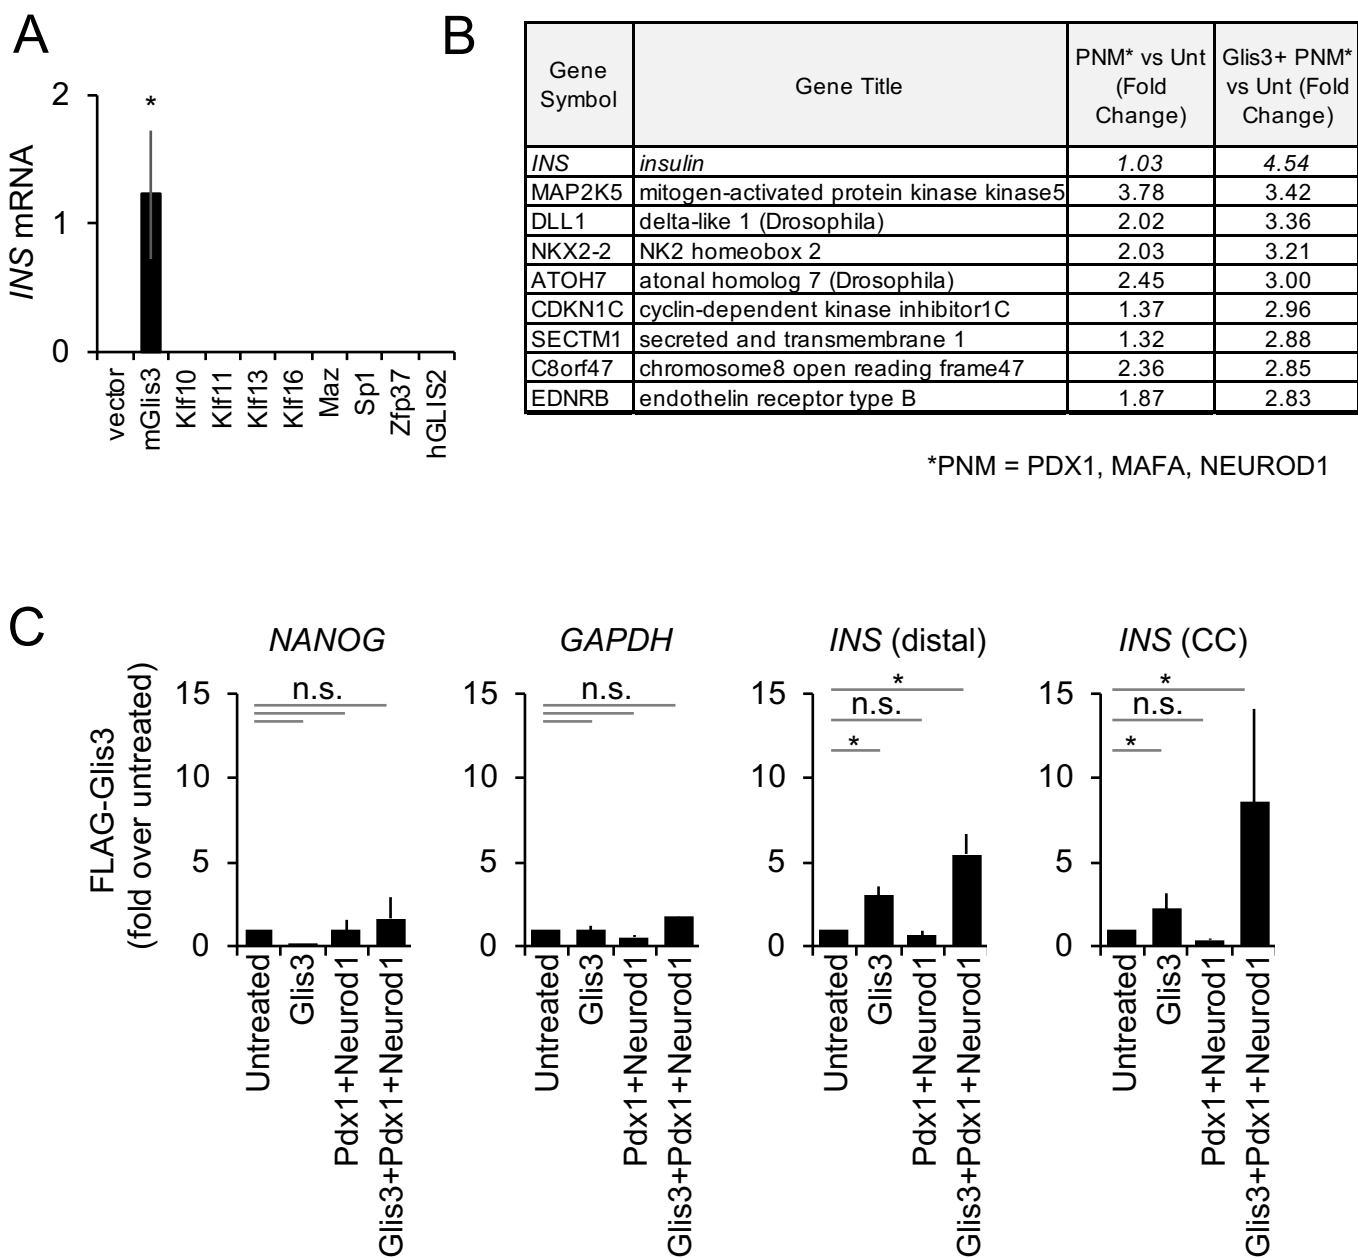 A
2
1
0
INS mRNA
*
vector
mGlis3
Klf10
Klf11
Klf13
Klf16
Maz
Sp1
Zfp37
hGLIS2
B
Gene Symbol | Gene Title | PNM* vs Unt (Fold Change) | Glis3+ PNM* vs Unt (Fold Change)
INS | insulin | 1.03 | 4.54
MAP2K5 | mitogen-activated protein kinase kinase5 | 3.78 | 3.42
DLL1 | delta-like 1 (Drosophila) | 2.02 | 3.36
NKX2-2 | NK2 homeobox 2 | 2.03 | 3.21
ATOH7 | atonal homolog 7 (Drosophila) | 2.45 | 3.00
CDKN1C | cyclin-dependent kinase inhibitor1C | 1.37 | 2.96
SECTM1 | secreted and transmembrane 1 | 1.32 | 2.88
C8orf47 | chromosome8 open reading frame47 | 2.36 | 2.85
EDNRB | endothelin receptor type B | 1.87 | 2.83
*PNM = PDX1, MAFA, NEUROD1
C
FLAG-Glis3
(fold over untreated)
NANOG
15
10
5
0
n.s.
Untreated
Glis3
Pdx1+Neurod1
Glis3+Pdx1+Neurod1
GAPDH
15
10
5
0
n.s.
Untreated
Glis3
Pdx1+Neurod1
Glis3+Pdx1+Neurod1
INS (distal)
15
10
5
0
*
n.s.
*
Untreated
Glis3
Pdx1+Neurod1
Glis3+Pdx1+Neurod1
INS (CC)
15
10
5
0
*
n.s.
*
Untreated
Glis3
Pdx1+Neurod1
Glis3+Pdx1+Neurod1